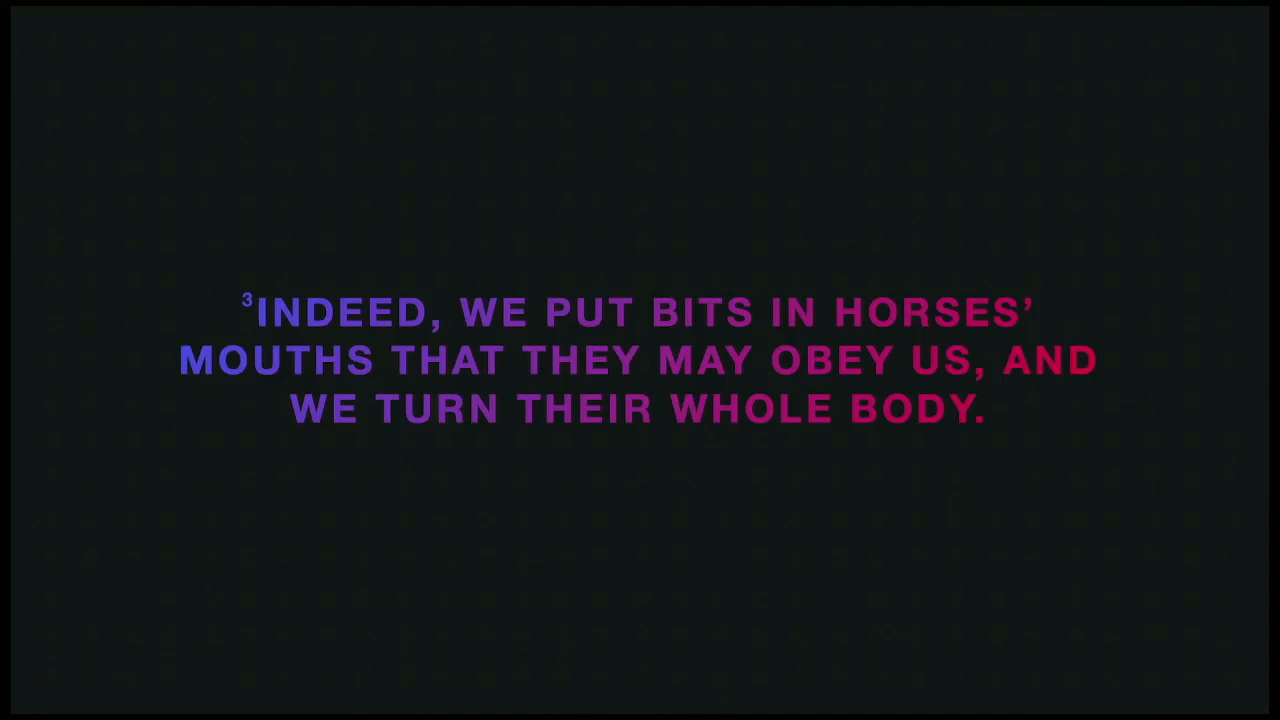 ³INDEED, WE PUT BITS IN HORSES’
MOUTHS THAT THEY MAY OBEY US, AND
WE TURN THEIR WHOLE BODY.